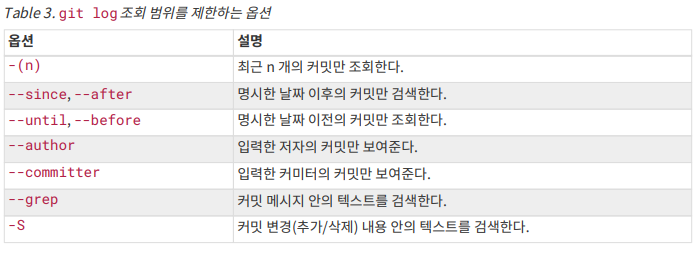 Table 3. git log 조회 범위를 제한하는 옵션
옵션 설명
-(n) 최근 n 개의 커밋만 조회한다.
--since, --after 명시한 날짜 이후의 커밋만 검색한다.
--until, --before 명시한 날짜 이전의 커밋만 조회한다.
--author 입력한 저자의 커밋만 보여준다.
--committer 입력한 커미터의 커밋만 보여준다.
--grep 커밋 메시지 안의 텍스트를 검색한다.
-S 커밋 변경(추가/삭제) 내용 안의 텍스트를 검색한다.